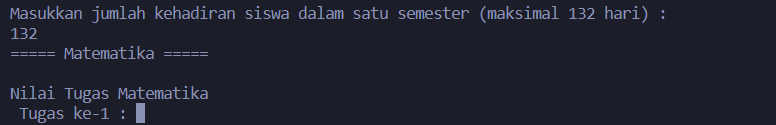 Masukkan jumlah kehadiran siswa dalam satu semester (maksimal 132 hari) :
132
===== Matematika =====
Nilai Tugas Matematika
Tugas ke-1 :